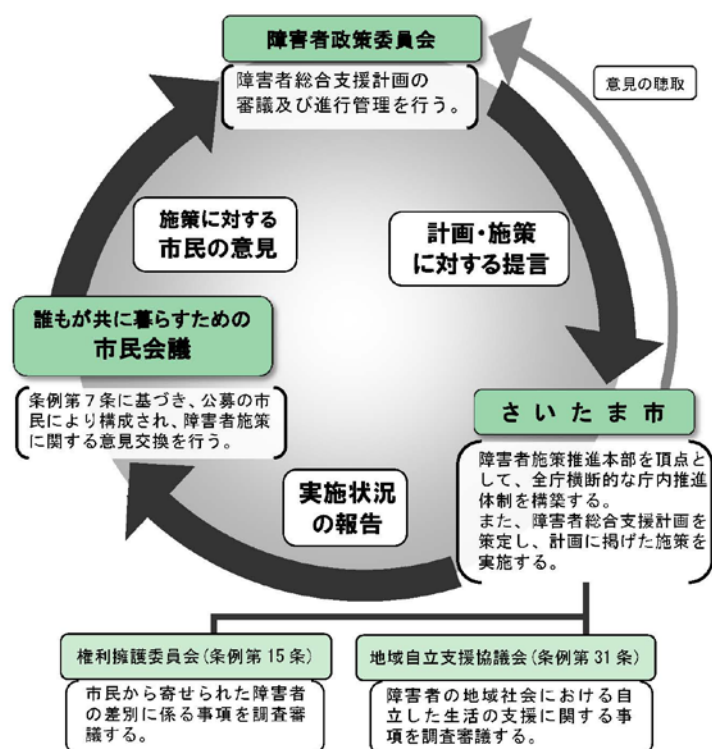 障害者政策委員会
障害者総合支援計画の
審議及び進行管理を行う。
意見の聴取
施策に対する
市民の意見
計画・施策
に対する提言
誰もが共に暮らすための
市民会議
条例第7条に基づき、公募の市
民により構成され、障害者施策
に関する意見交換を行う。
さいたま市
障害者施策推進本部を頂点と
して、全庁横断的な庁内推進
体制を構築する。
また、障害者総合支援計画を
策定し、計画に掲げた施策を
実施する。
実施状況
の報告
権利擁護委員会(条例第15条)
市民から寄せられた障害者
の差別に係る事項を調査審
議する。
地域自立支援協議会(条例第31条)
障害者の地域社会における自
立した生活の支援に関する事
項を調査審議する。